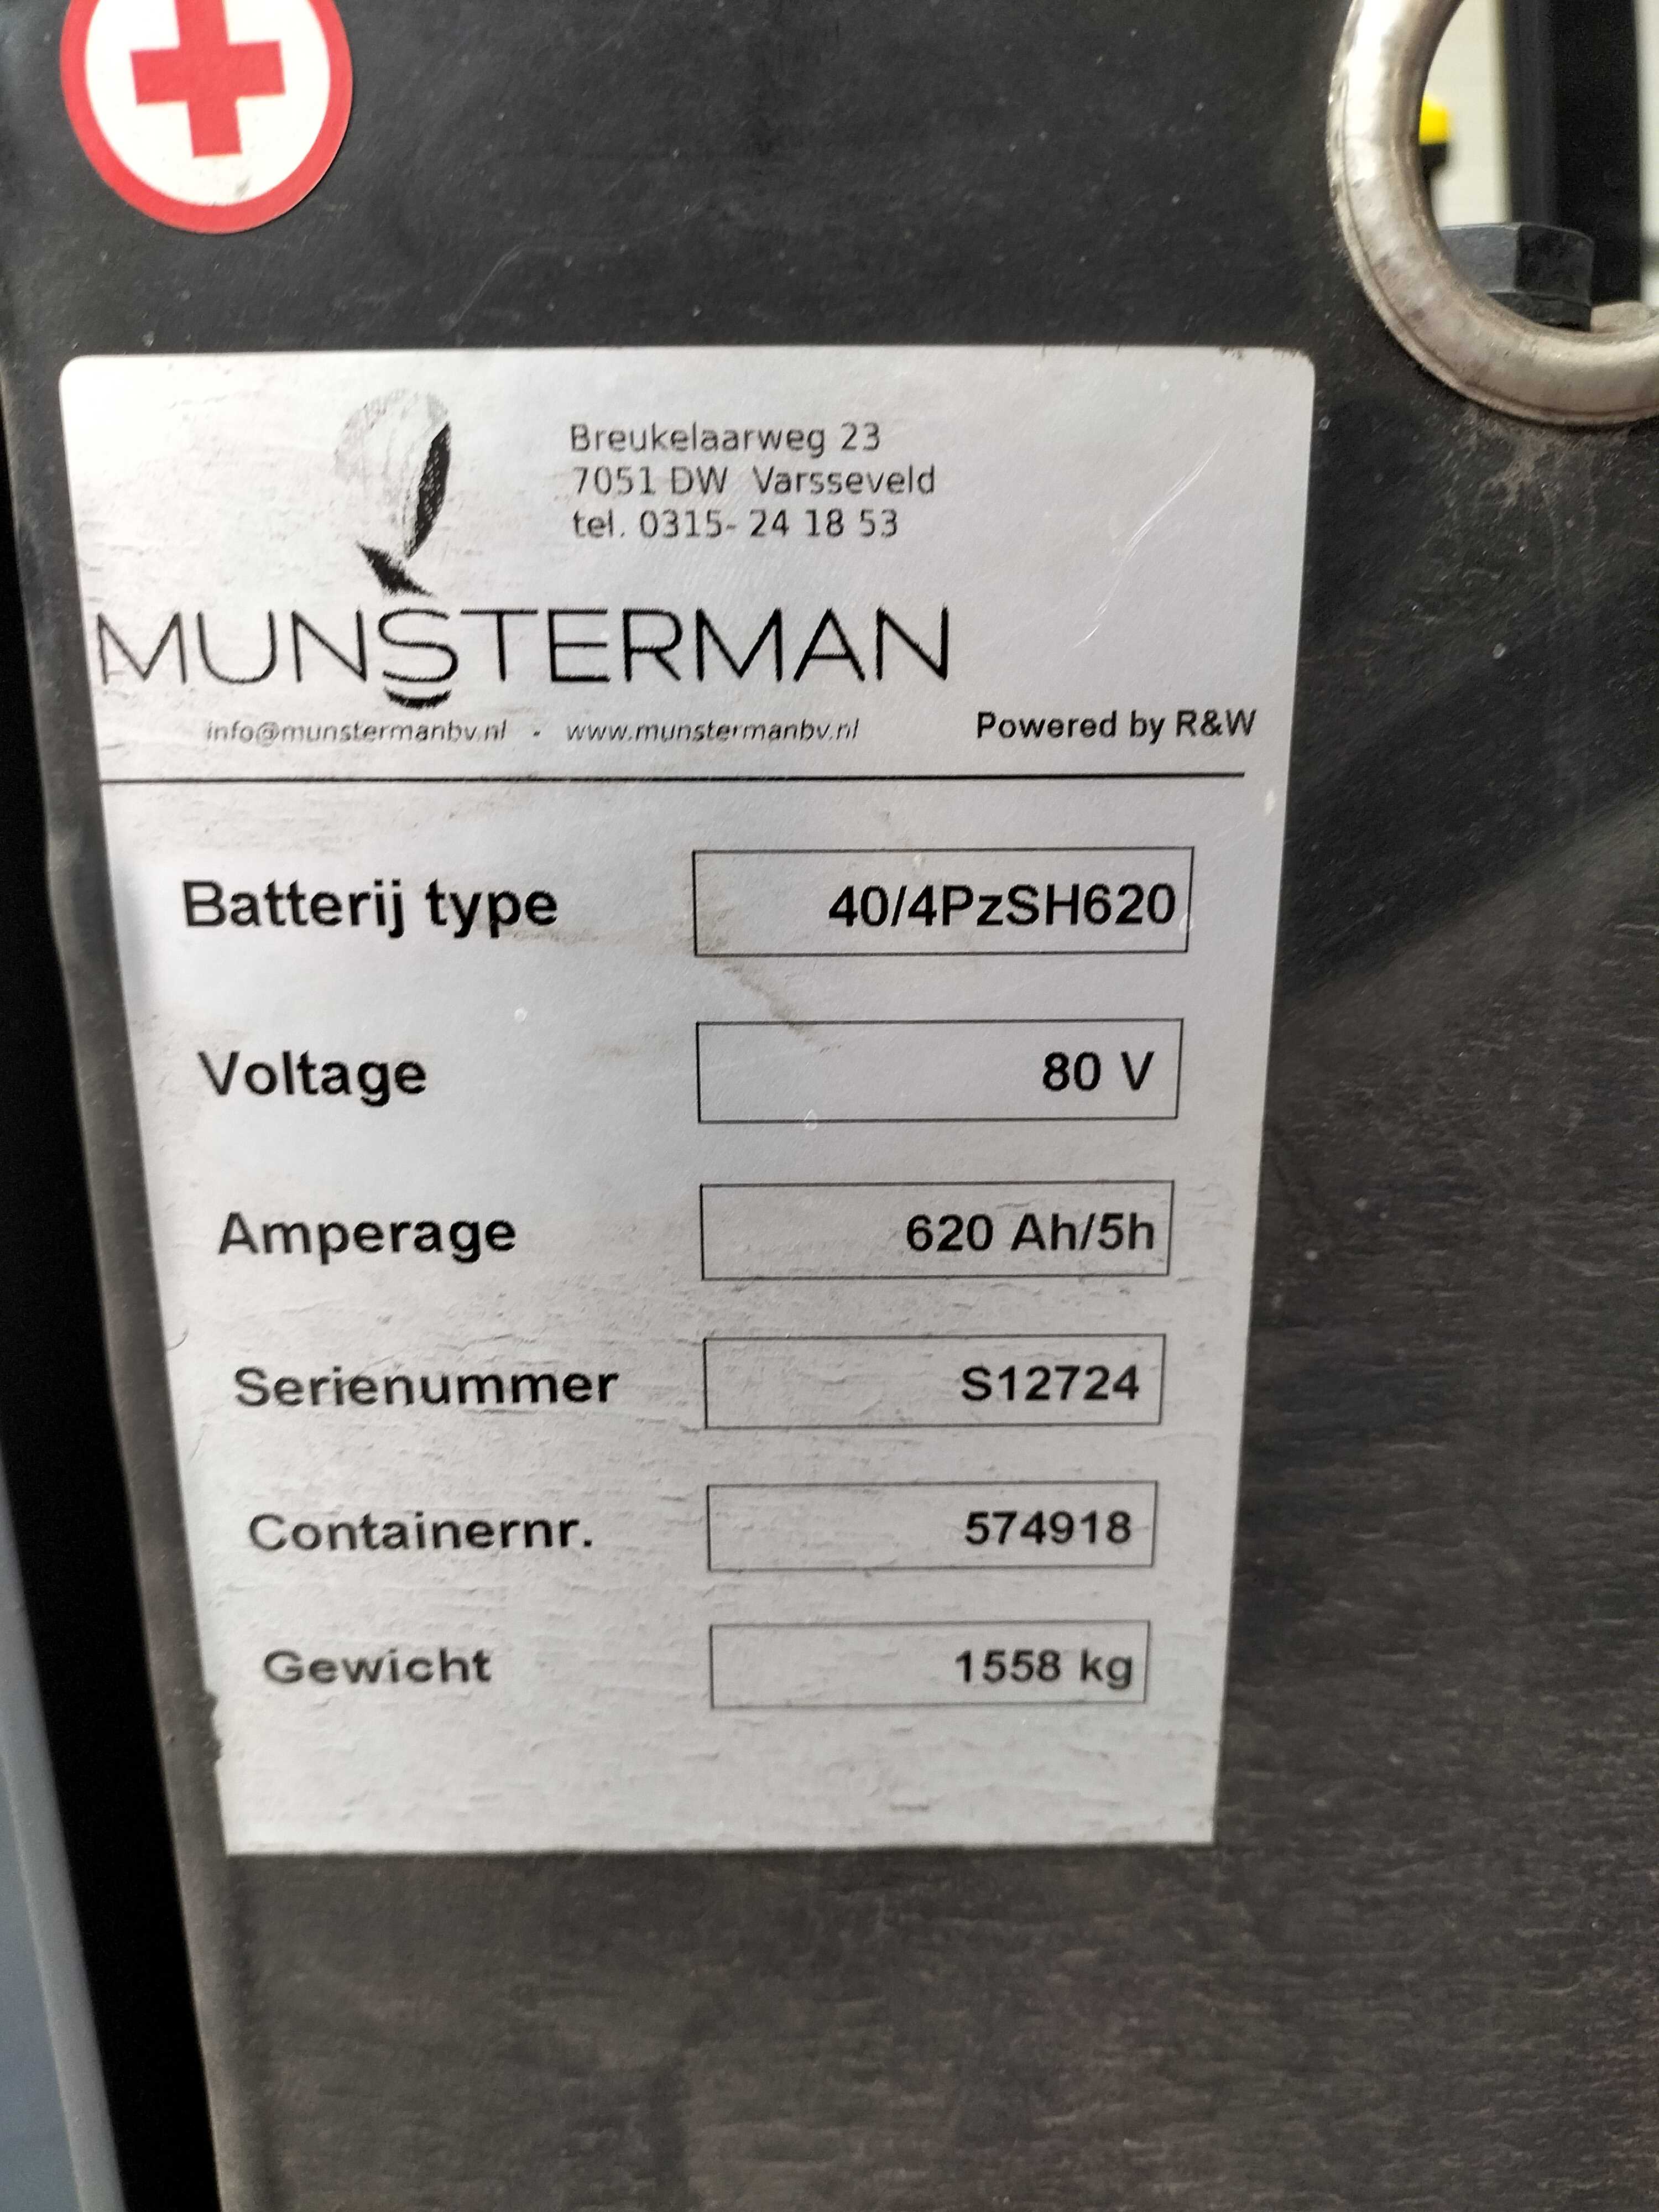 Breukelaarweg 23
7051 DW Varsseveld
tel. 0315- 24 18 53
MUNSTERMAN
info@munstermanbv.nl - www.munstermanbv.nl
Powered by R&W
Batterij type 40/4PzSH620
Voltage 80 V
Amperage 620 Ah/5h
Serienummer S12724
Containernr. 574918
Gewicht 1558 kg